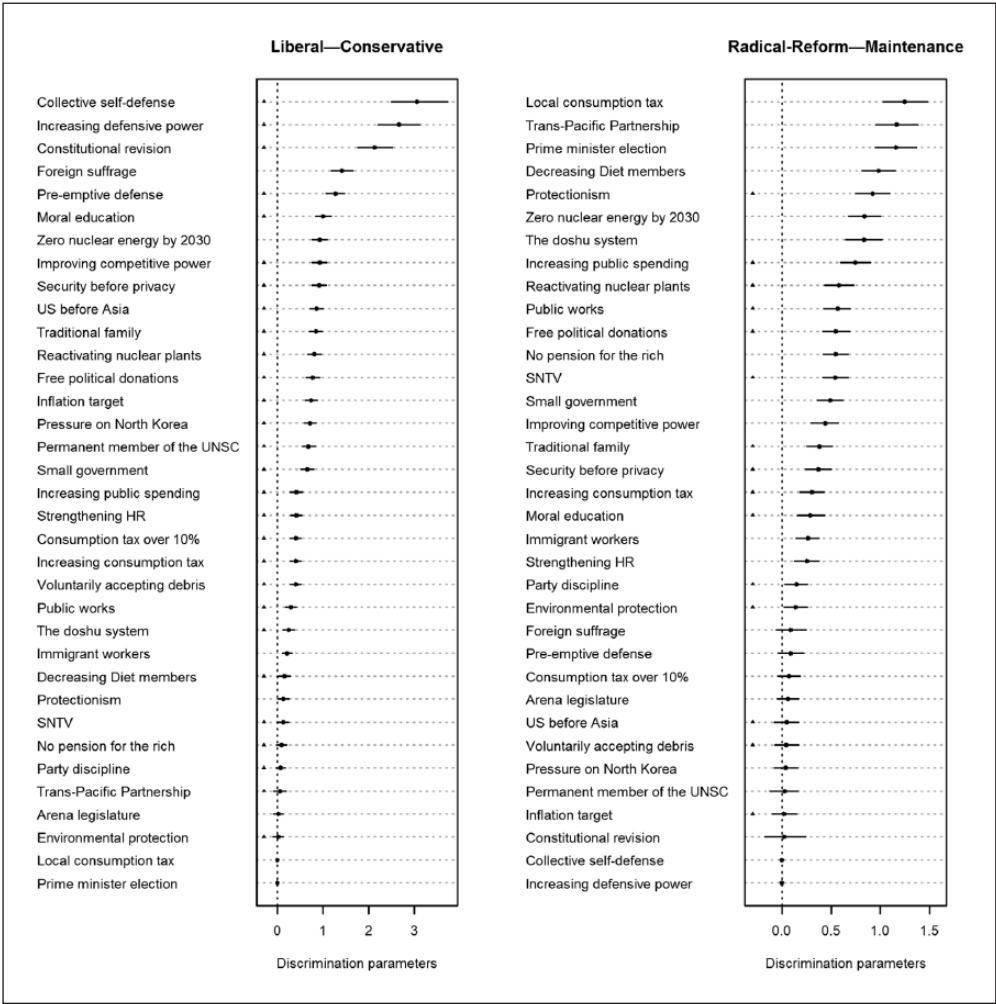 Liberal—Conservative
Collective self-defense
Increasing defensive power
Constitutional revision
Foreign suffrage
Pre-emptive defense
Moral education
Zero nuclear energy by 2030
Improving competitive power
Security before privacy
US before Asia
Traditional family
Reactivating nuclear plants
Free political donations
Inflation target
Pressure on North Korea
Permanent member of the UNSC
Small government
Increasing public spending
Strengthening HR
Consumption tax over 10%
Increasing consumption tax
Voluntarily accepting debris
Public works
The doshu system
Immigrant workers
Decreasing Diet members
Protectionism
SNTV
No pension for the rich
Party discipline
Trans-Pacific Partnership
Arena legislature
Environmental protection
Local consumption tax
Prime minister election
0 1 2 3
Discrimination parameters
Radical-Reform—Maintenance
Local consumption tax
Trans-Pacific Partnership
Prime minister election
Decreasing Diet members
Protectionism
Zero nuclear energy by 2030
The doshu system
Increasing public spending
Reactivating nuclear plants
Public works
Free political donations
No pension for the rich
SNTV
Small government
Improving competitive power
Traditional family
Security before privacy
Increasing consumption tax
Moral education
Immigrant workers
Strengthening HR
Party discipline
Environmental protection
Foreign suffrage
Pre-emptive defense
Consumption tax over 10%
Arena legislature
US before Asia
Voluntarily accepting debris
Pressure on North Korea
Permanent member of the UNSC
Inflation target
Constitutional revision
Collective self-defense
Increasing defensive power
0.0 0.5 1.0 1.5
Discrimination parameters